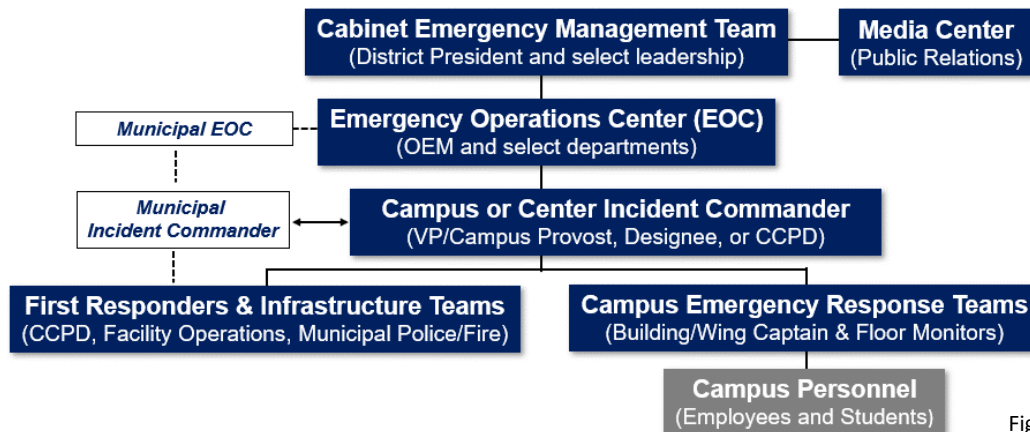 Cabinet Emergency Management Team
(District President and select leadership)
Media Center
(Public Relations)
Municipal EOC
Emergency Operations Center (EOC)
(OEM and select departments)
Municipal
Incident Commander
Campus or Center Incident Commander
(VP/Campus Provost, Designee, or CCPD)
First Responders & Infrastructure Teams
(CCPD, Facility Operations, Municipal Police/Fire)
Campus Emergency Response Teams
(Building/Wing Captain & Floor Monitors)
Campus Personnel
(Employees and Students)
Fig